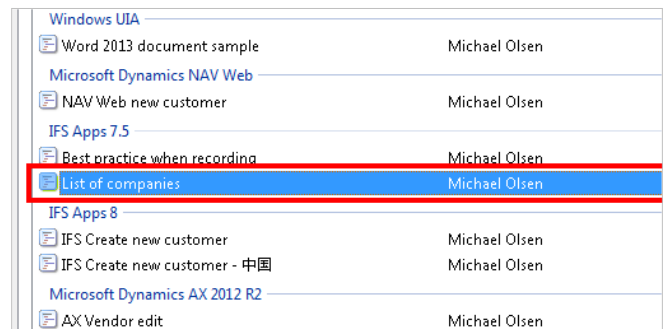 Windows UIA
Word 2013 document sample Michael Olsen
Microsoft Dynamics NAV Web
NAV Web new customer Michael Olsen
IFS Apps 7.5
Best practice when recording Michael Olsen
List of companies Michael Olsen
IFS Apps 8
IFS Create new customer Michael Olsen
IFS Create new customer - 中国 Michael Olsen
Microsoft Dynamics AX 2012 R2
AX Vendor edit Michael Olsen